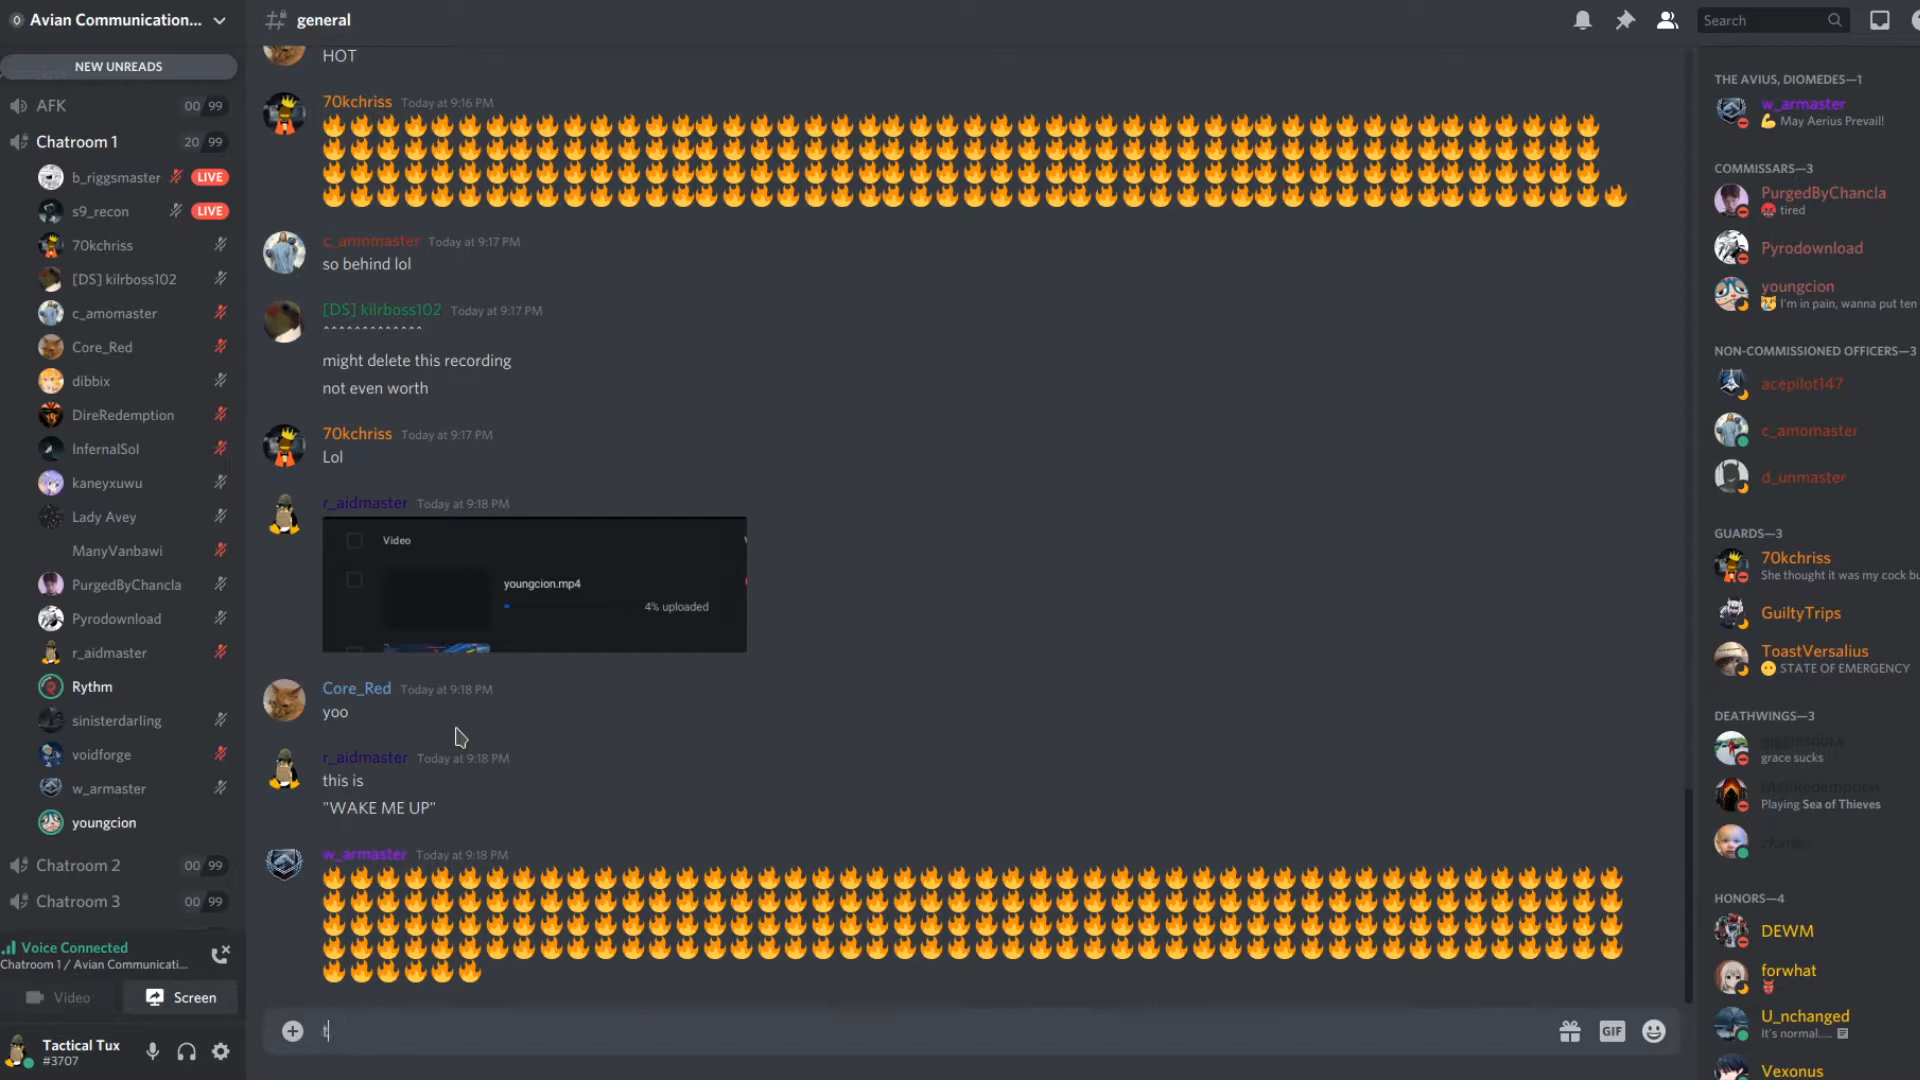 Avian Communication...
NEW UNREADS
AFK 00 99
Chatroom 1 20 99
b_riggsmaster LIVE
s9_recon LIVE
70kchriss
[DS] kilrboss102
c_amomaster
Core_Red
dibbix
DireRedemption
InfernalSol
kaneyxuwu
Lady Avey
ManyVanbawi
PurgedByChancla
Pyrodownload
r_aidmaster
Rythm
sinisterdarling
voidforge
w_armaster
youngcion
Chatroom 2 00 99
Chatroom 3 00 99
Voice Connected
Chatroom 1 / Avian Communicati...
Video Screen
Tactical Tux
#3707
general
Search
HOT
70kchriss Today at 9:16 PM
c_amomaster Today at 9:17 PM
so behind lol
[DS] kilrboss102 Today at 9:17 PM
^^^^^^^^^^^^^
might delete this recording
not even worth
70kchriss Today at 9:17 PM
Lol
r_aidmaster Today at 9:18 PM
Video
youngcion.mp4
4% uploaded
Core_Red Today at 9:18 PM
yoo
r_aidmaster Today at 9:18 PM
this is
"WAKE ME UP"
w_armaster Today at 9:18 PM
t
GIF
THE AVIUS, DIOMEDES—1
w_armaster
May Aerius Prevail!
COMMISSARS—3
PurgedByChancla
tired
Pyrodownload
youngcion
I'm in pain, wanna put ten
NON-COMMISSIONED OFFICERS—3
acepilot147
c_amomaster
d_unmaster
GUARDS—3
70kchriss
She thought it was my cock bu
GuiltyTrips
ToastVersalius
STATE OF EMERGENCY
DEATHWINGS—3
grace sucks
Playing Sea of Thieves
HONORS—4
DEWM
forwhat
U_nchanged
It's normal.....
Vexonus